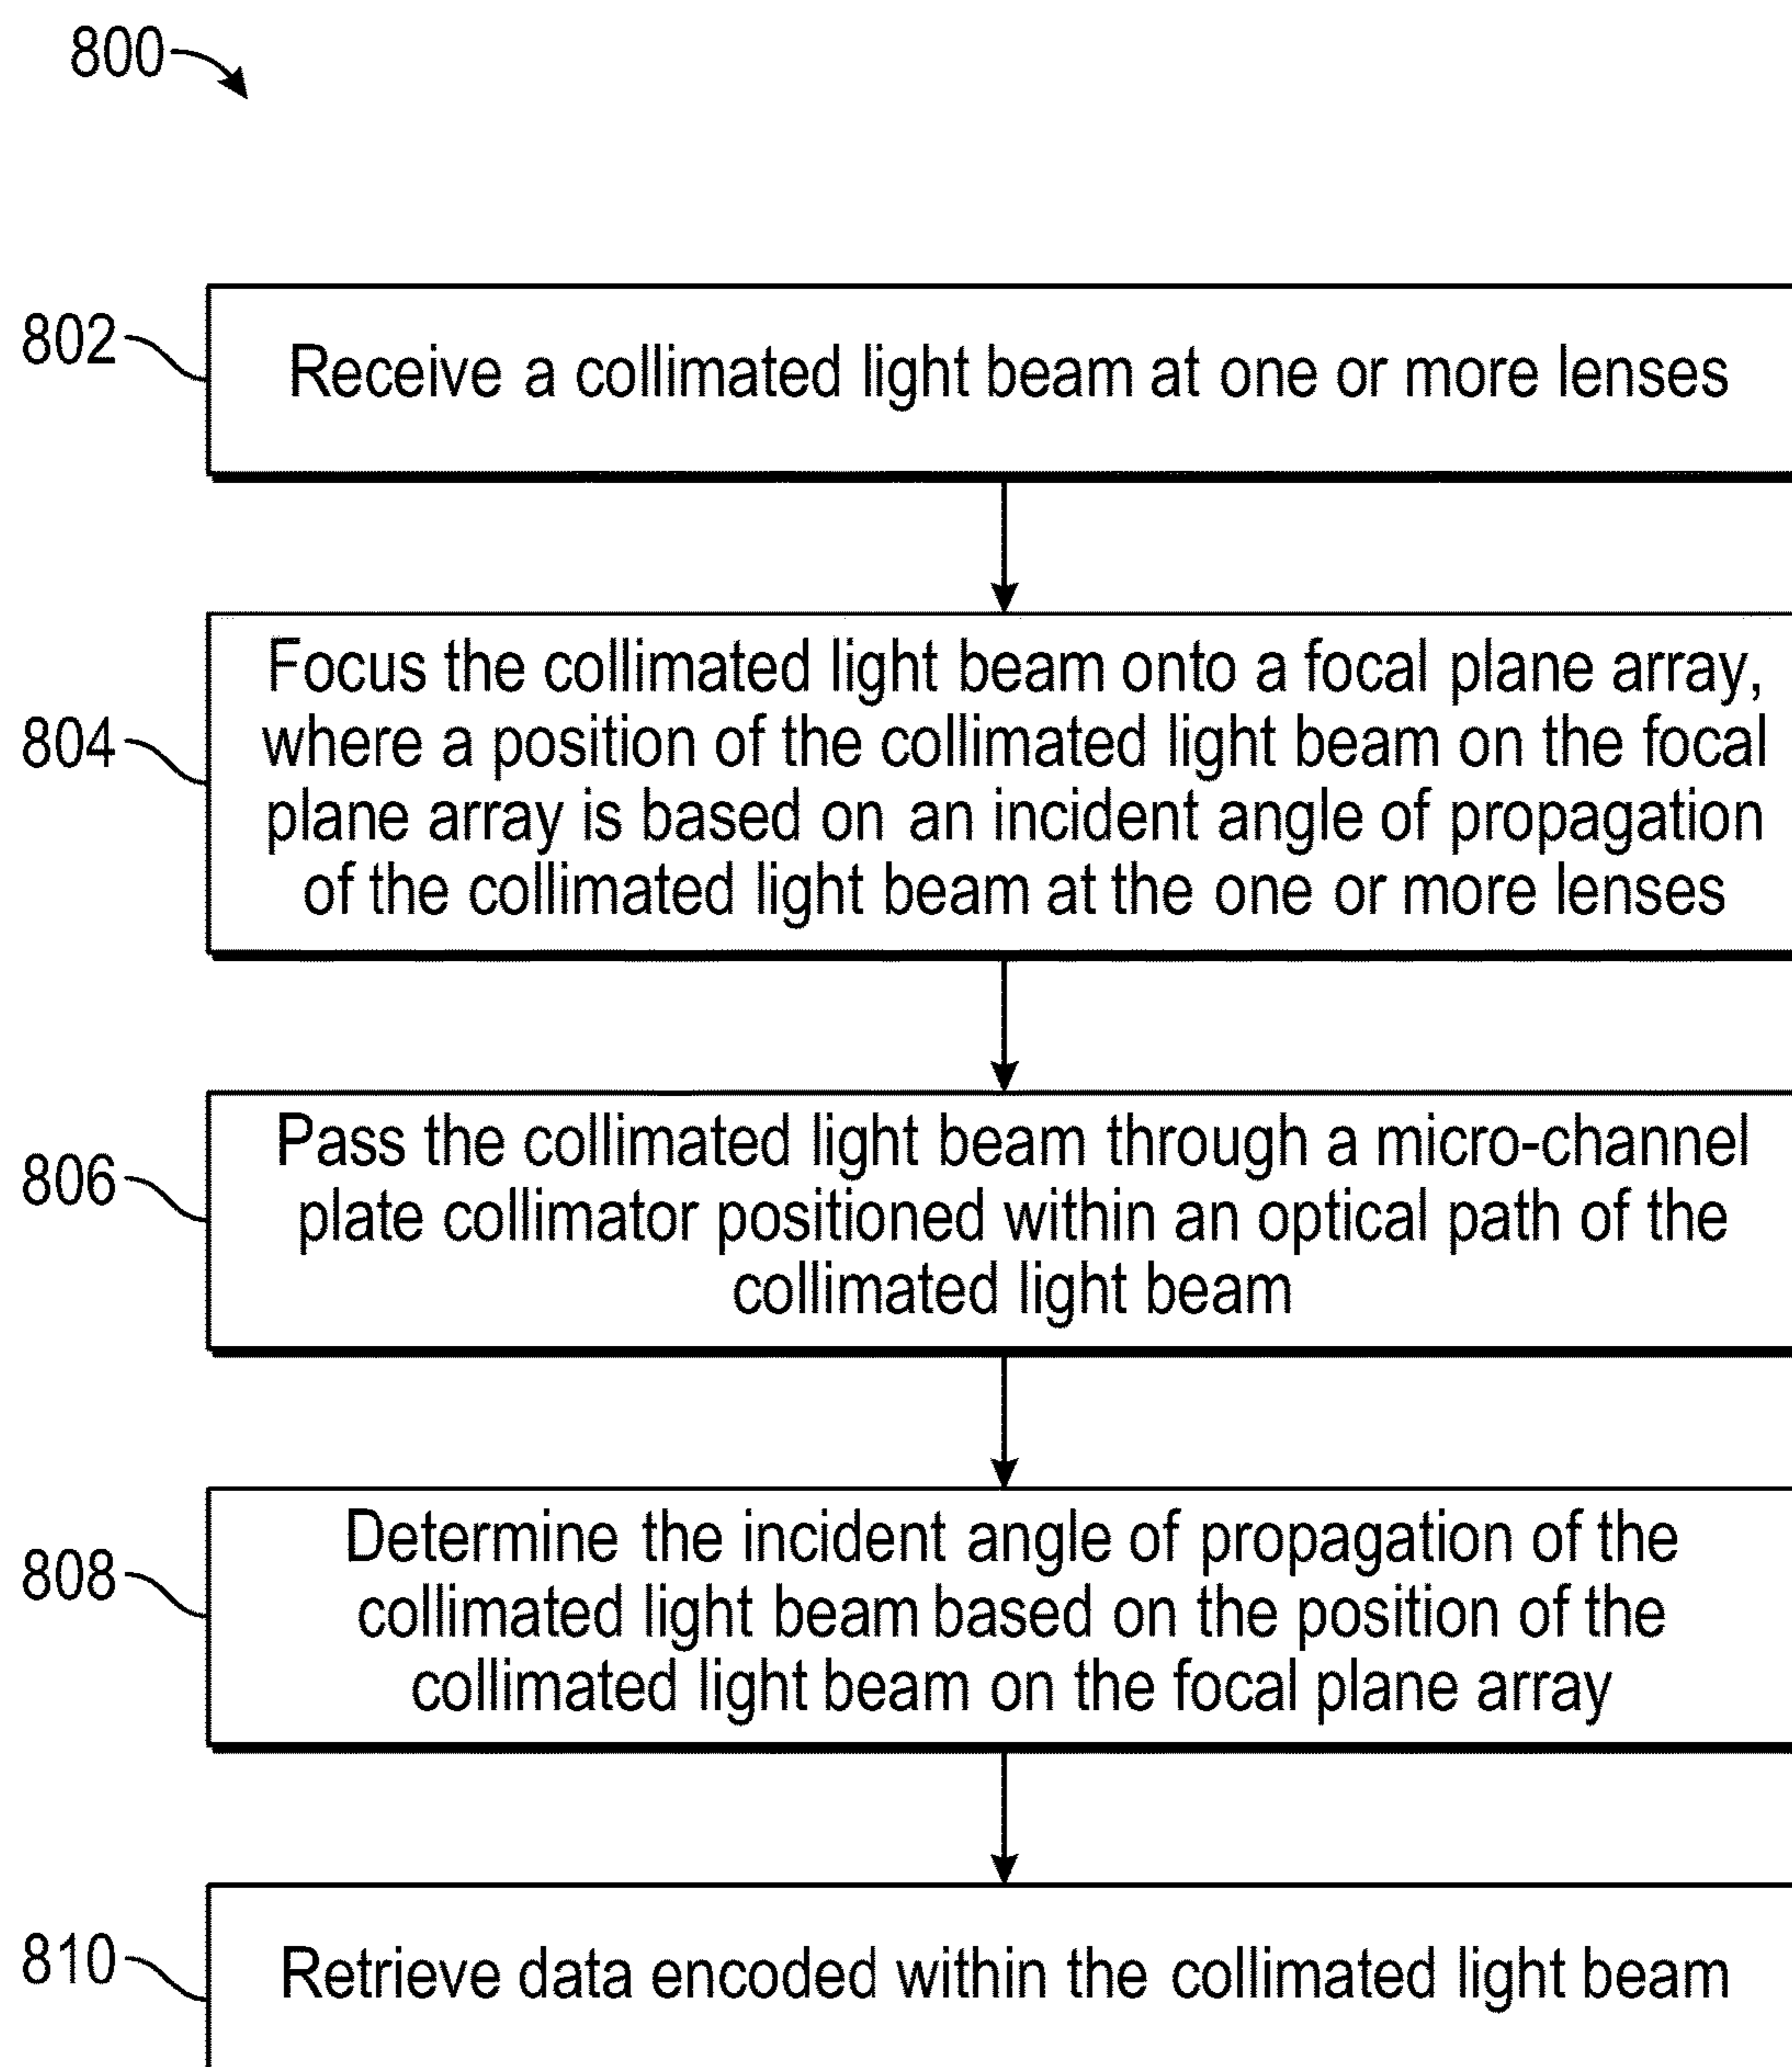 800
802
Receive a collimated light beam at one or more lenses
804
Focus the collimated light beam onto a focal plane array,
where a position of the collimated light beam on the focal
plane array is based on an incident angle of propagation
of the collimated light beam at the one or more lenses
806
Pass the collimated light beam through a micro-channel
plate collimator positioned within an optical path of the
collimated light beam
808
Determine the incident angle of propagation of the
collimated light beam based on the position of the
collimated light beam on the focal plane array
810
Retrieve data encoded within the collimated light beam